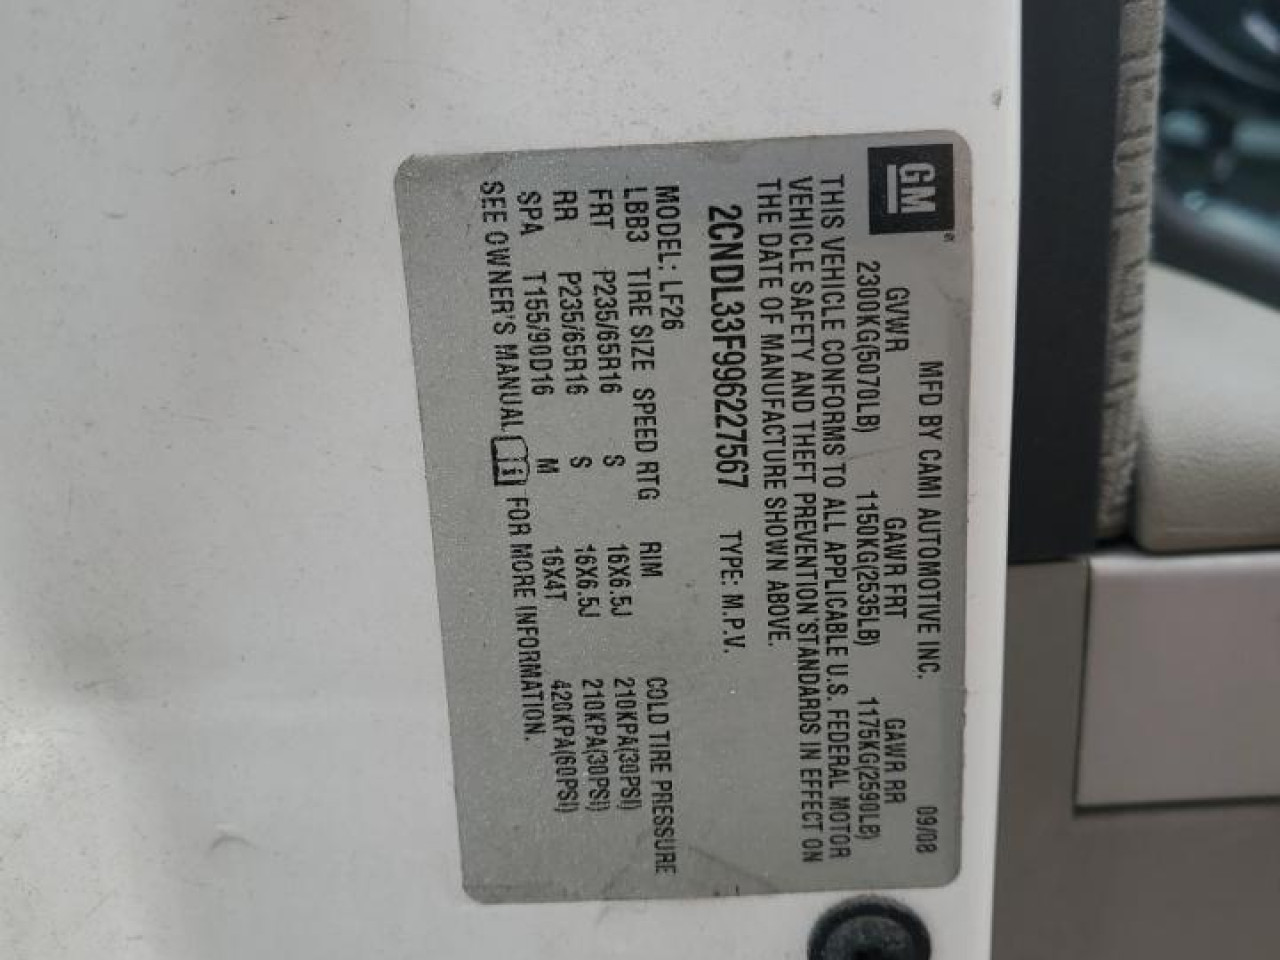 GM®
MFD BY CAMI AUTOMOTIVE INC. 09/08
GVWR GAWR FRT GAWR RR
2300KG(5070LB) 1150KG(2535LB) 1175KG(2590LB)
THIS VEHICLE CONFORMS TO ALL APPLICABLE U.S. FEDERAL MOTOR
VEHICLE SAFETY AND THEFT PREVENTION STANDARDS IN EFFECT ON
THE DATE OF MANUFACTURE SHOWN ABOVE.
2CNDL33F996227567 TYPE: M.P.V.
MODEL: LF26
LBB3 TIRE SIZE SPEED RTG RIM COLD TIRE PRESSURE
FRT P235/65R16 S 16X6.5J 210KPA(30PSI)
RR P235/65R16 S 16X6.5J 210KPA(30PSI)
SPA T155/90D16 M 16X4T 420KPA(60PSI)
SEE OWNER'S MANUAL FOR MORE INFORMATION.